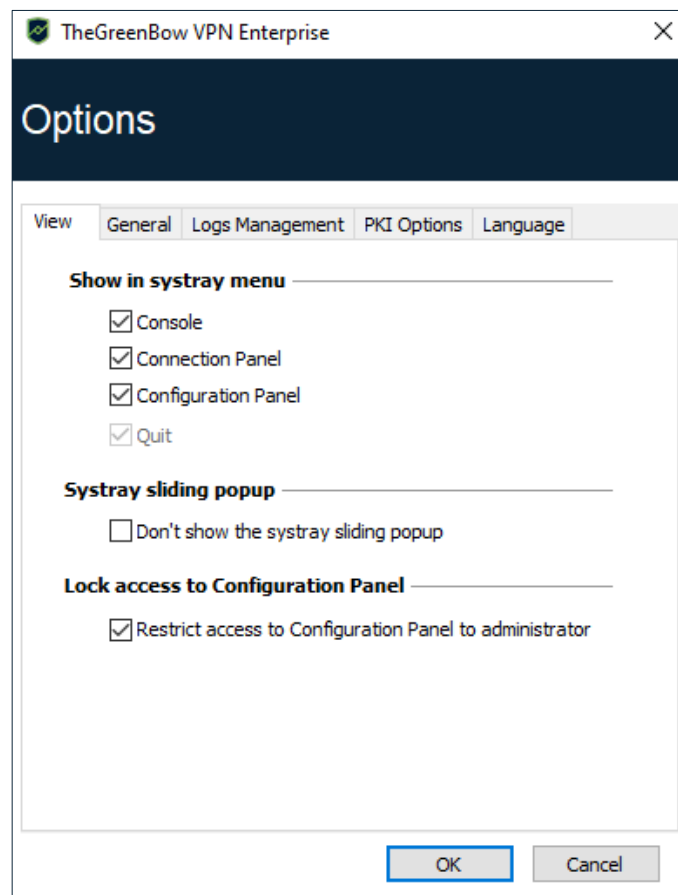 TheGreenBow VPN Enterprise
Options
View General Logs Management PKI Options Language
Show in systray menu
Console
Connection Panel
Configuration Panel
Quit
Systray sliding popup
Don't show the systray sliding popup
Lock access to Configuration Panel
Restrict access to Configuration Panel to administrator
OK Cancel